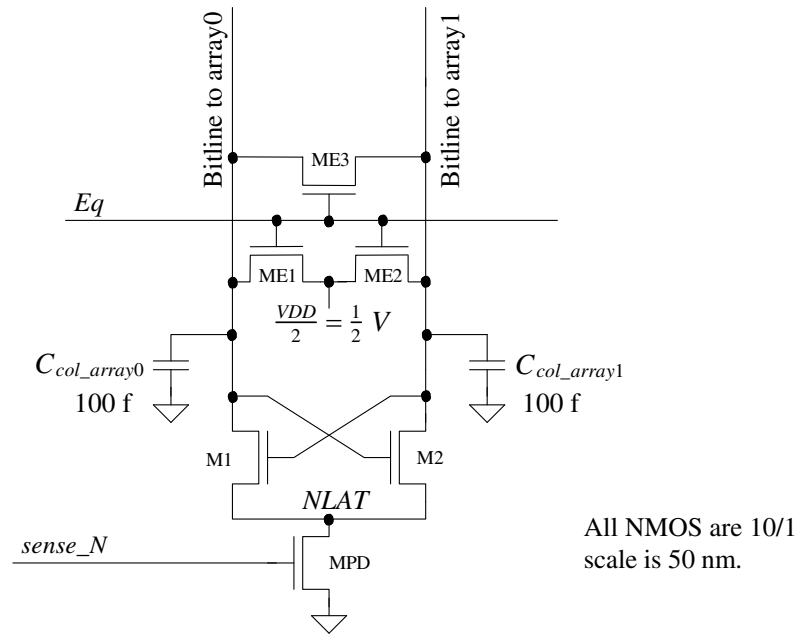 Bitline to array0
Bitline to array1
ME3
Eq
ME1
ME2
VDD/2 = 1/2 V
C_col_array0
100 f
C_col_array1
100 f
M1
M2
NLAT
sense_N
MPD
All NMOS are 10/1
scale is 50 nm.